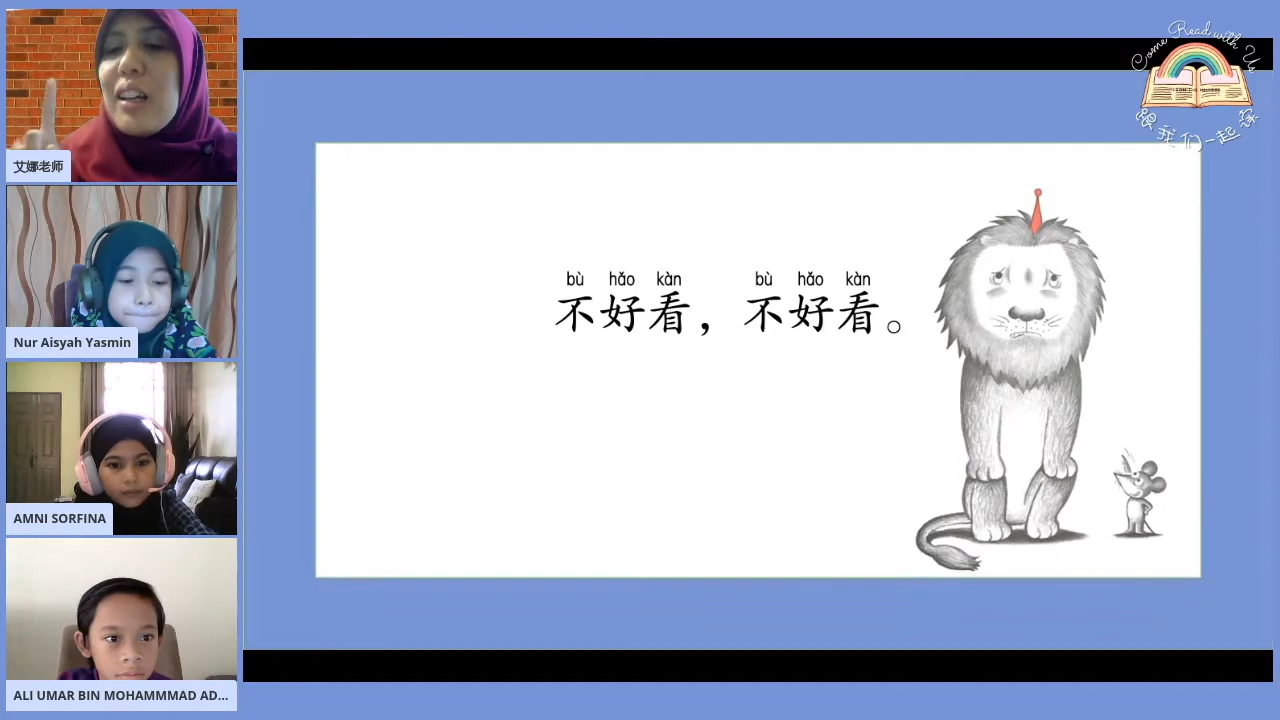 艾娜老师
Nur Aisyah Yasmin
AMNI SORFINA
ALI UMAR BIN MOHAMMMAD AD...
Come Read with Us
跟我们一起读
bù hǎo kàn bù hǎo kàn
不好看，不好看。